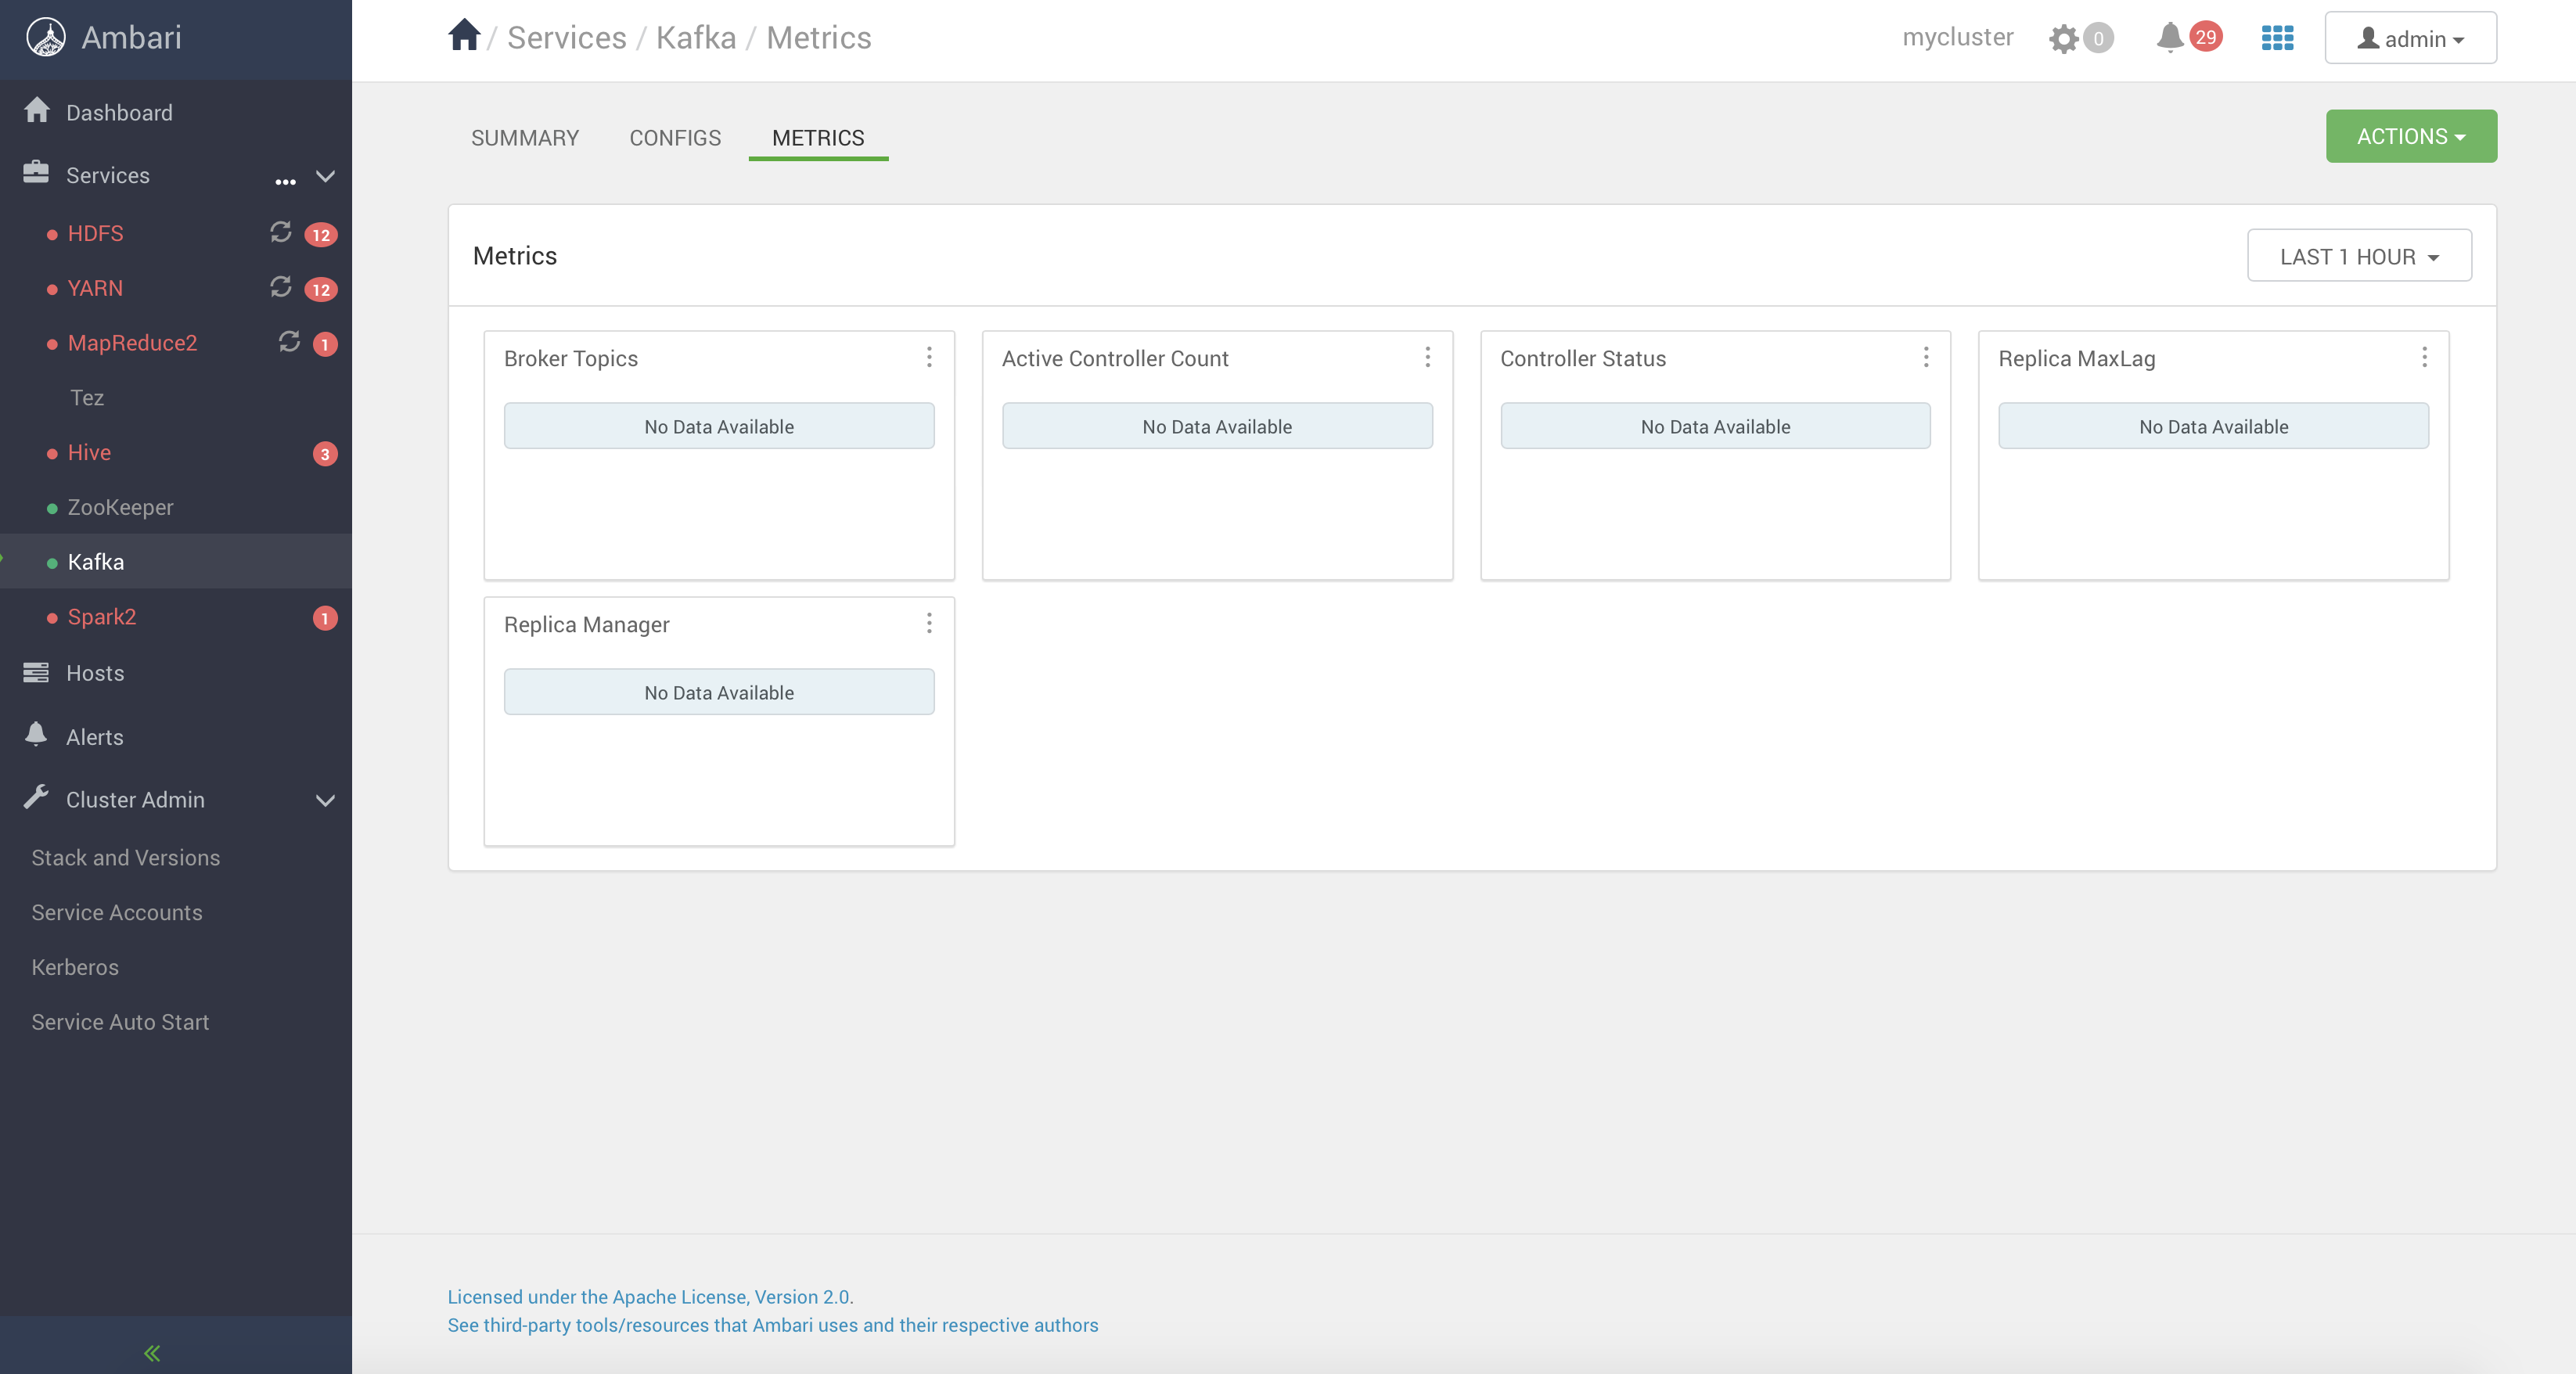 Ambari
/ Services / Kafka / Metrics
mycluster 0 29 admin
Dashboard
Services ...
HDFS 12
YARN 12
MapReduce2 1
Tez
Hive 3
ZooKeeper
Kafka
Spark2 1
Hosts
Alerts
Cluster Admin
Stack and Versions
Service Accounts
Kerberos
Service Auto Start
SUMMARY CONFIGS METRICS
ACTIONS
Metrics
LAST 1 HOUR
Broker Topics
No Data Available
Active Controller Count
No Data Available
Controller Status
No Data Available
Replica MaxLag
No Data Available
Replica Manager
No Data Available
Licensed under the Apache License, Version 2.0.
See third-party tools/resources that Ambari uses and their respective authors